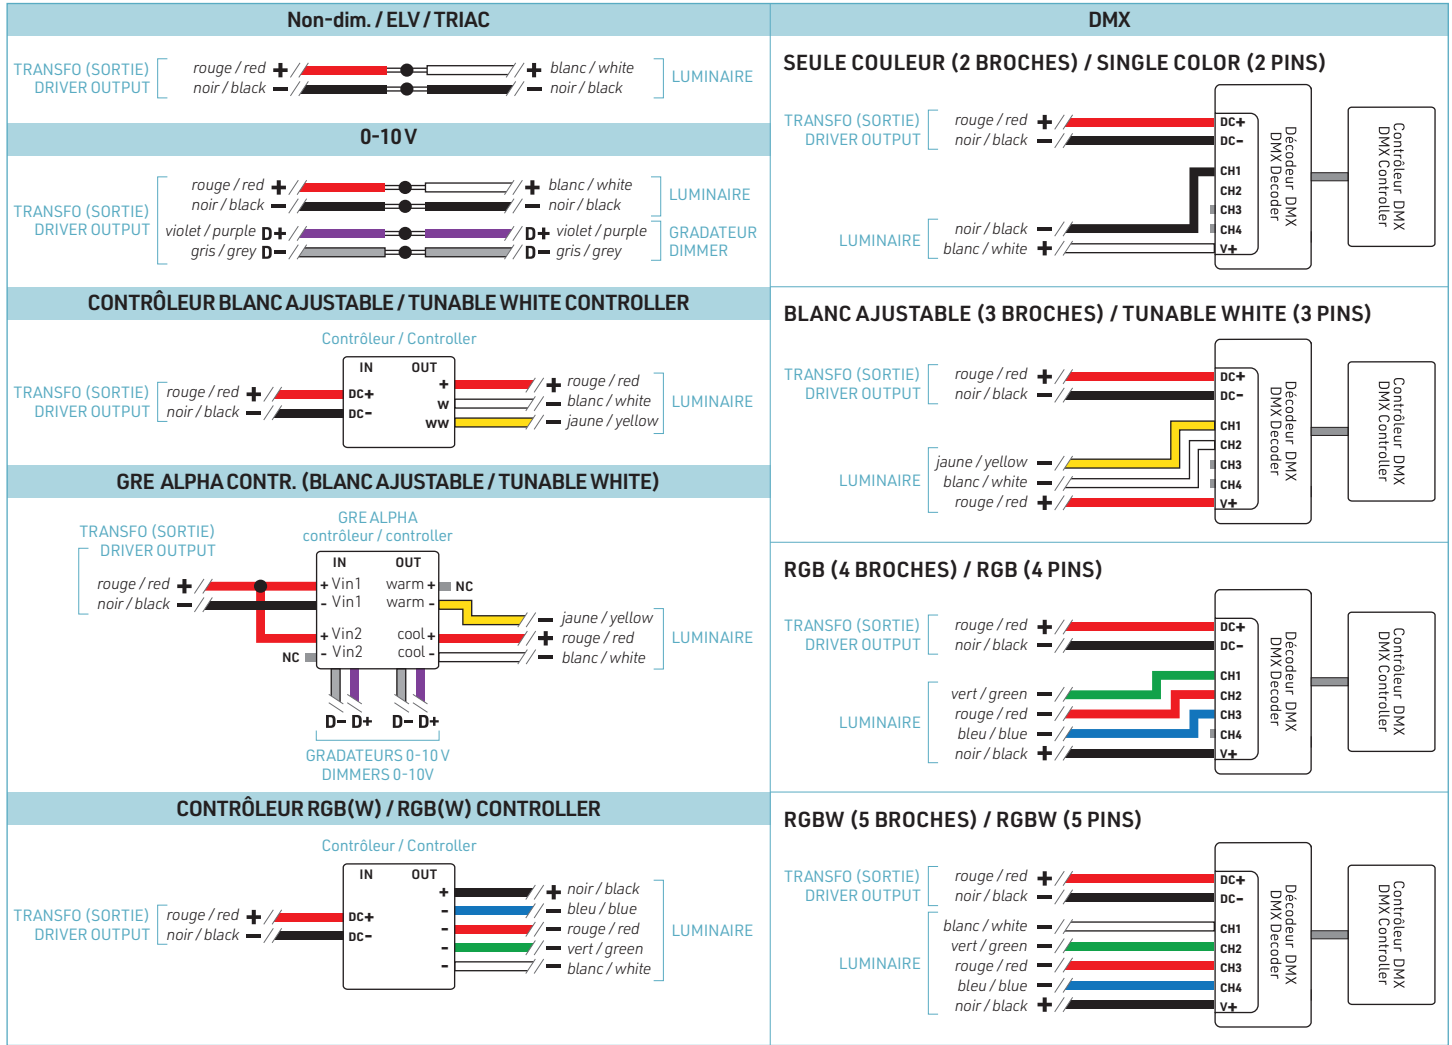 Non-dim. / ELV / TRIAC
TRANSFO (SORTIE)
DRIVER OUTPUT
rouge / red +
noir / black −
+ blanc / white
− noir / black
LUMINAIRE
0-10 V
TRANSFO (SORTIE)
DRIVER OUTPUT
rouge / red +
noir / black −
violet / purple D+
gris / grey D−
+ blanc / white
− noir / black
D+ violet / purple
D− gris / grey
LUMINAIRE
GRADATEUR
DIMMER
CONTRÔLEUR BLANC AJUSTABLE / TUNABLE WHITE CONTROLLER
Contrôleur / Controller
TRANSFO (SORTIE)
DRIVER OUTPUT
rouge / red +
noir / black −
IN OUT
DC+
DC−
+
W
WW
+ rouge / red
− blanc / white
− jaune / yellow
LUMINAIRE
GRE ALPHA CONTR. (BLANC AJUSTABLE / TUNABLE WHITE)
TRANSFO (SORTIE)
DRIVER OUTPUT
GRE ALPHA
contrôleur / controller
rouge / red +
noir / black −
IN OUT
+ Vin1 warm + NC
- Vin1 warm -
+ Vin2 cool +
NC - Vin2 cool -
− jaune / yellow
+ rouge / red
− blanc / white
LUMINAIRE
D− D+ D− D+
GRADATEURS 0-10 V
DIMMERS 0-10V
CONTRÔLEUR RGB(W) / RGB(W) CONTROLLER
Contrôleur / Controller
TRANSFO (SORTIE)
DRIVER OUTPUT
rouge / red +
noir / black −
IN OUT
DC+
DC−
+
-
-
-
-
+ noir / black
− bleu / blue
− rouge / red
− vert / green
− blanc / white
LUMINAIRE
DMX
SEULE COULEUR (2 BROCHES) / SINGLE COLOR (2 PINS)
TRANSFO (SORTIE)
DRIVER OUTPUT
rouge / red +
noir / black −
LUMINAIRE
noir / black −
blanc / white +
DC+
DC−
CH1
CH2
CH3
CH4
V+
Décodeur DMX
DMX Decoder
Contrôleur DMX
DMX Controller
BLANC AJUSTABLE (3 BROCHES) / TUNABLE WHITE (3 PINS)
TRANSFO (SORTIE)
DRIVER OUTPUT
rouge / red +
noir / black −
LUMINAIRE
jaune / yellow −
blanc / white −
rouge / red +
DC+
DC−
CH1
CH2
CH3
CH4
V+
Décodeur DMX
DMX Decoder
Contrôleur DMX
DMX Controller
RGB (4 BROCHES) / RGB (4 PINS)
TRANSFO (SORTIE)
DRIVER OUTPUT
rouge / red +
noir / black −
LUMINAIRE
vert / green −
rouge / red −
bleu / blue −
noir / black +
DC+
DC−
CH1
CH2
CH3
CH4
V+
Décodeur DMX
DMX Decoder
Contrôleur DMX
DMX Controller
RGBW (5 BROCHES) / RGBW (5 PINS)
TRANSFO (SORTIE)
DRIVER OUTPUT
rouge / red +
noir / black −
LUMINAIRE
blanc / white −
vert / green −
rouge / red −
bleu / blue −
noir / black +
DC+
DC−
CH1
CH2
CH3
CH4
V+
Décodeur DMX
DMX Decoder
Contrôleur DMX
DMX Controller